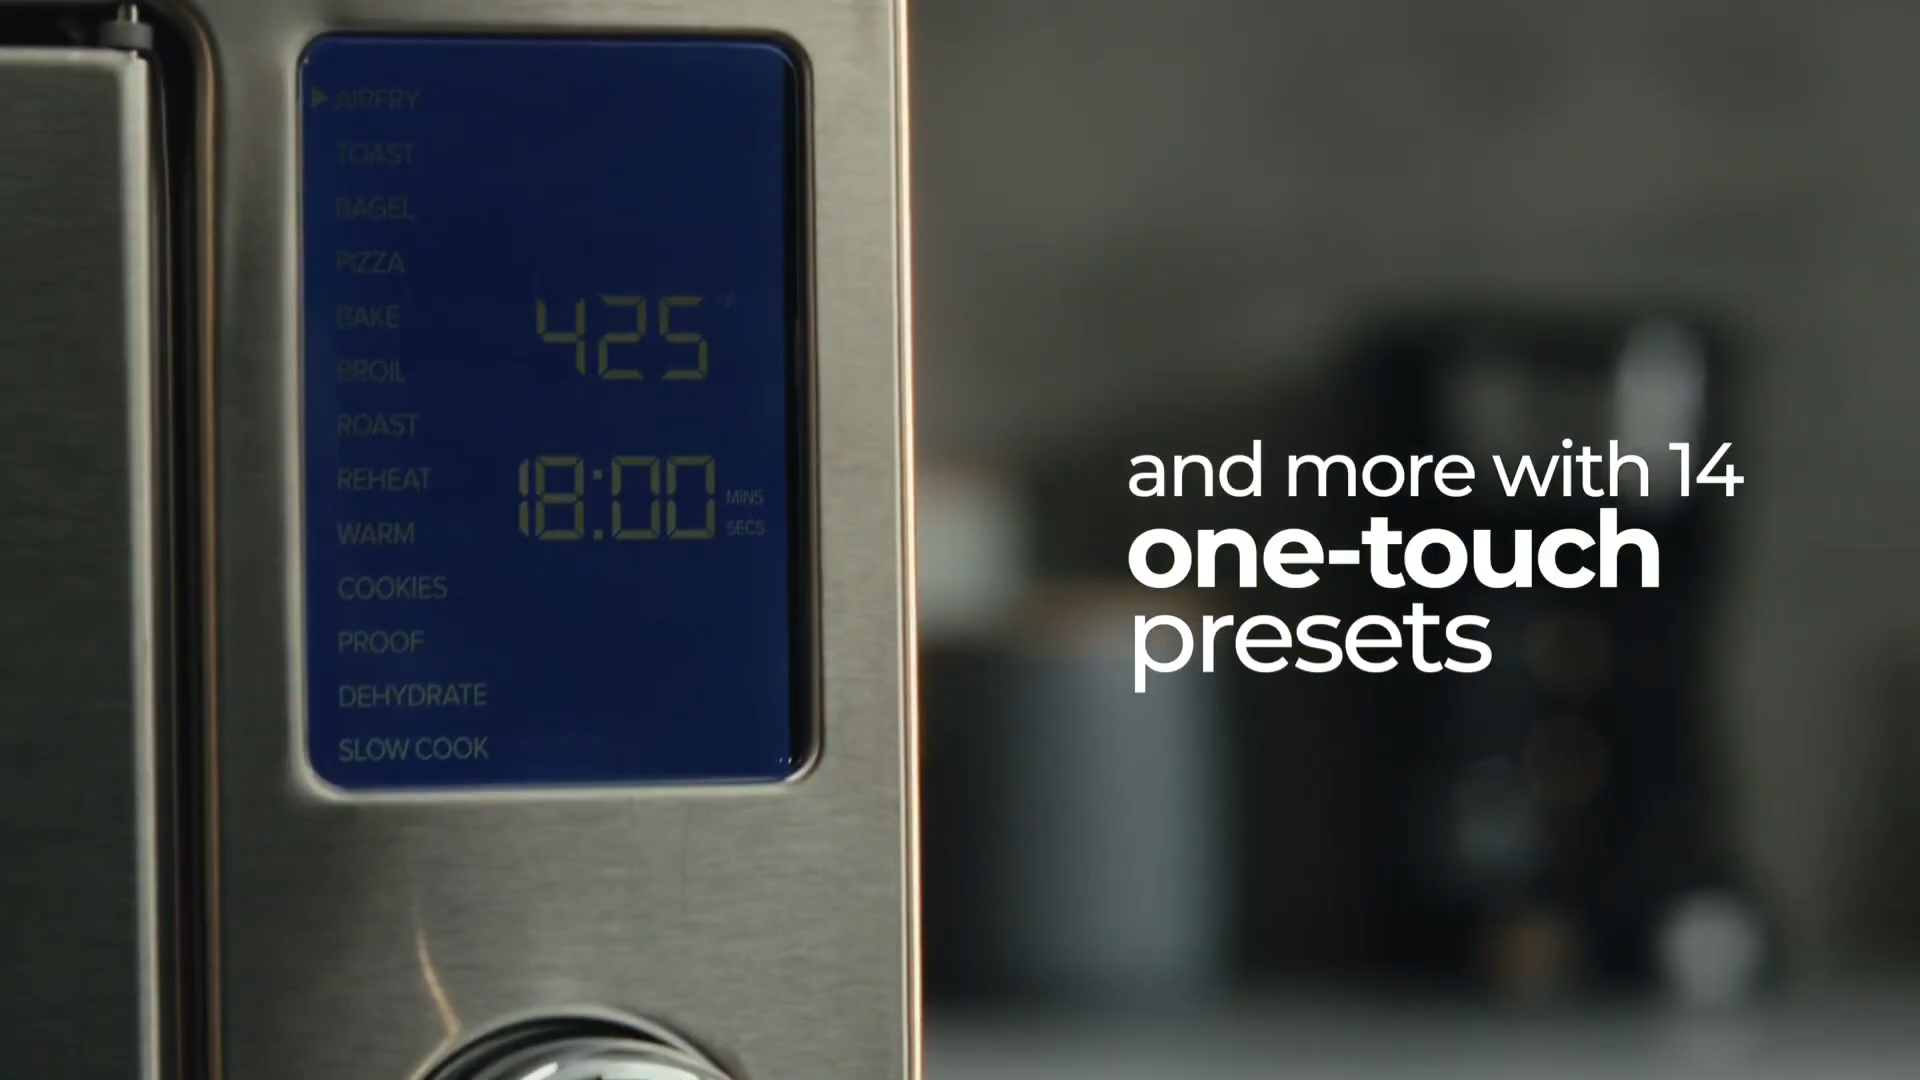 AIRFRY
TOAST
BAGEL
PIZZA
BAKE
BROIL
ROAST
REHEAT
WARM
COOKIES
PROOF
DEHYDRATE
SLOW COOK
425 °F
18:00 MINS SECS
and more with 14
one-touch
presets